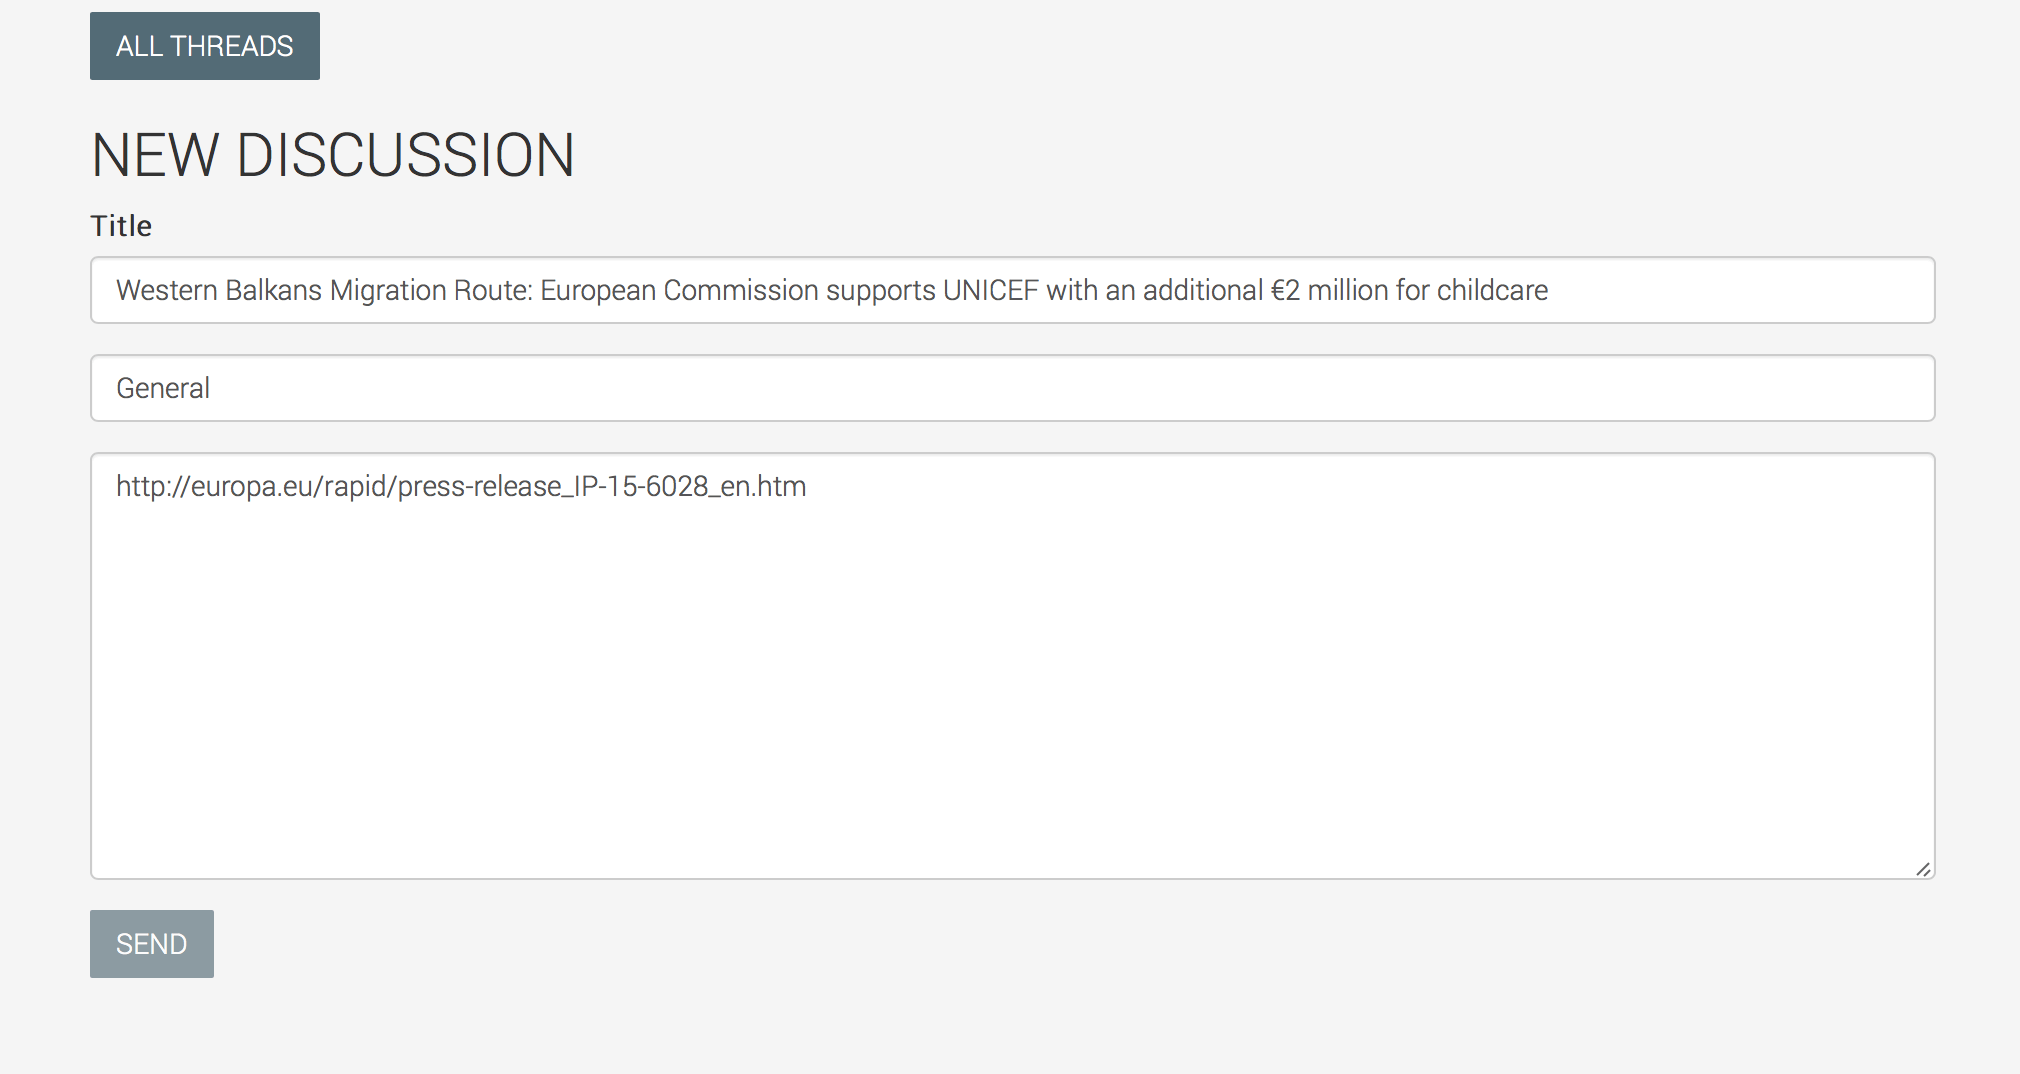 ALL THREADS
NEW DISCUSSION
Title
Western Balkans Migration Route: European Commission supports UNICEF with an additional €2 million for childcare
General
http://europa.eu/rapid/press-release_IP-15-6028_en.htm
SEND